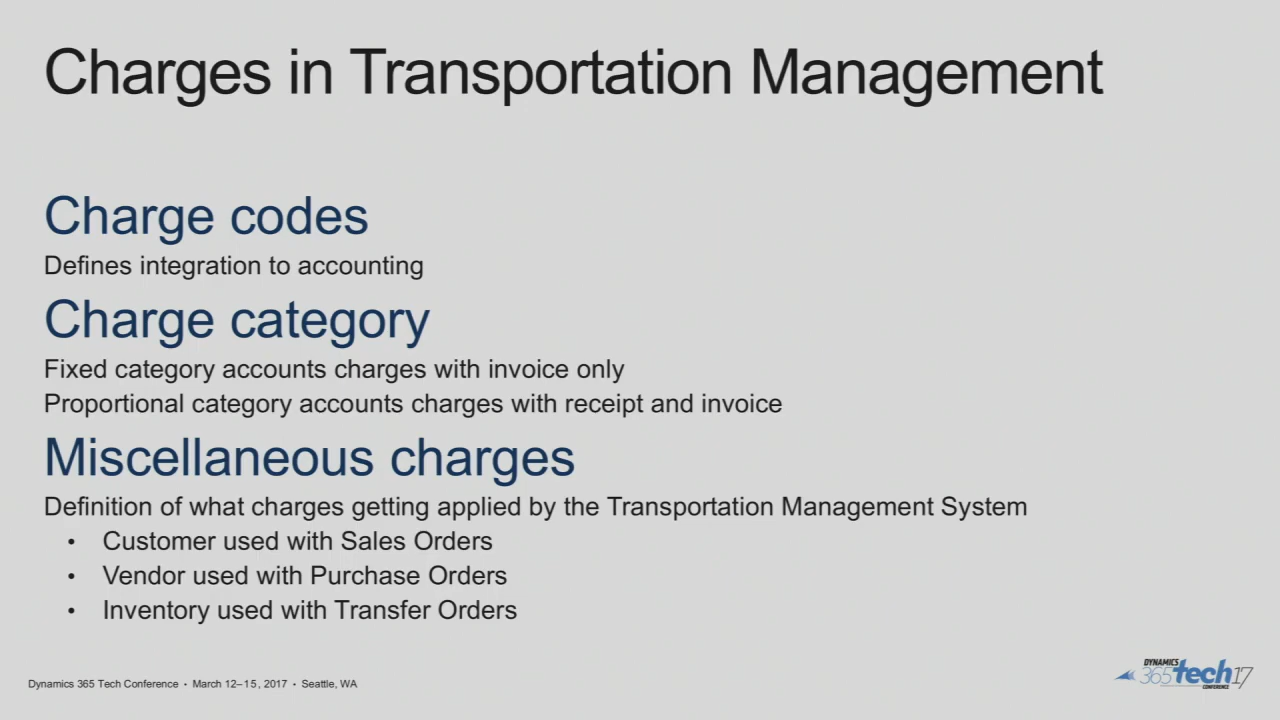 Charges in Transportation Management
Charge codes
Defines integration to accounting
Charge category
Fixed category accounts charges with invoice only
Proportional category accounts charges with receipt and invoice
Miscellaneous charges
Definition of what charges getting applied by the Transportation Management System
• Customer used with Sales Orders
• Vendor used with Purchase Orders
• Inventory used with Transfer Orders
Dynamics 365 Tech Conference • March 12–15, 2017 • Seattle, WA
DYNAMICS
365tech17
CONFERENCE